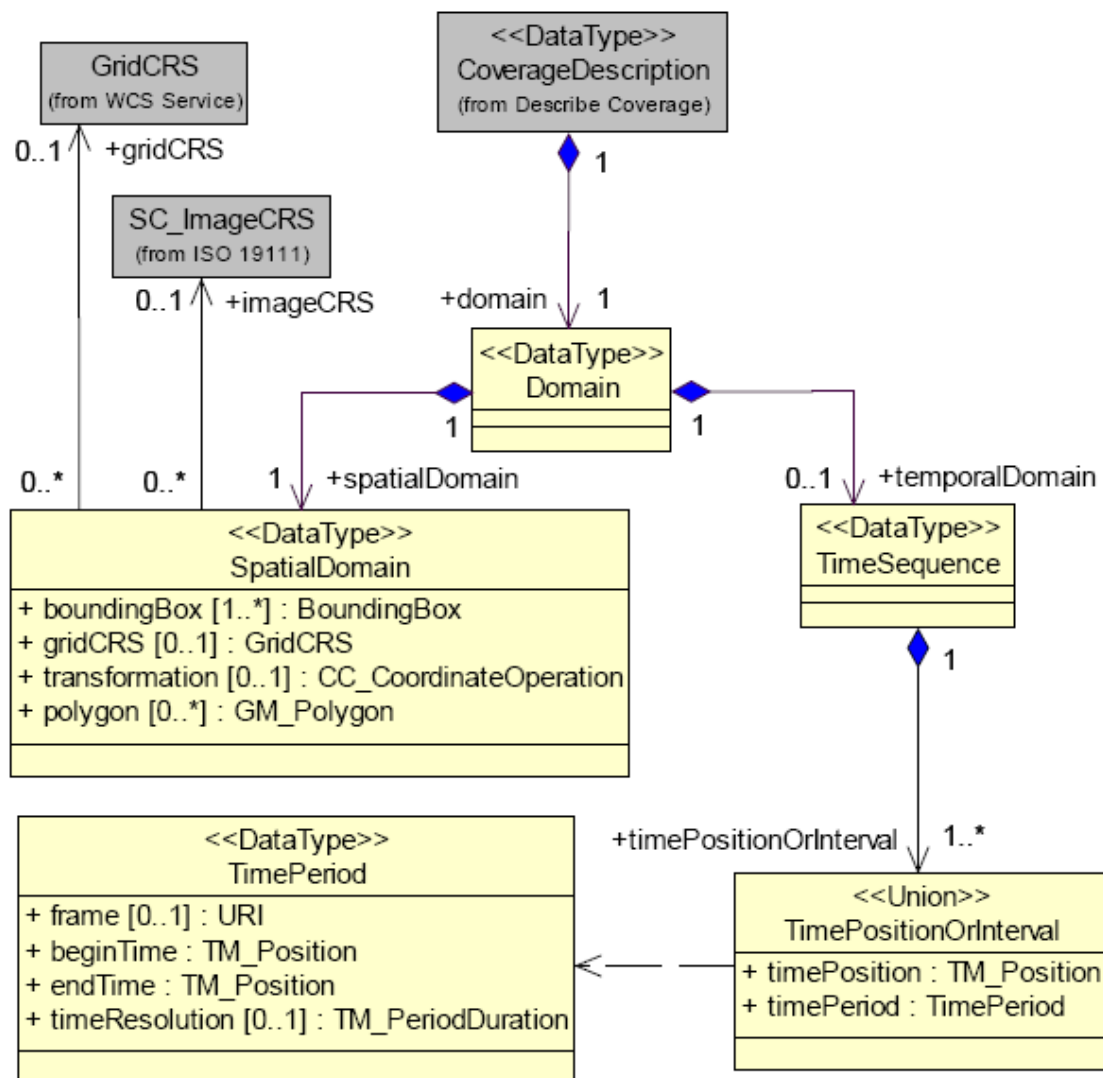 <<DataType>>
CoverageDescription
(from Describe Coverage)
GridCRS
(from WCS Service)
0..1
+gridCRS
1
SC_ImageCRS
(from ISO 19111)
0..1
+imageCRS
+domain
1
<<DataType>>
Domain
1
1
0..*
0..*
1
+spatialDomain
0..1
+temporalDomain
<<DataType>>
SpatialDomain
+ boundingBox [1..*] : BoundingBox
+ gridCRS [0..1] : GridCRS
+ transformation [0..1] : CC_CoordinateOperation
+ polygon [0..*] : GM_Polygon
<<DataType>>
TimeSequence
1
+timePositionOrInterval
1..*
<<DataType>>
TimePeriod
+ frame [0..1] : URI
+ beginTime : TM_Position
+ endTime : TM_Position
+ timeResolution [0..1] : TM_PeriodDuration
<<Union>>
TimePositionOrInterval
+ timePosition : TM_Position
+ timePeriod : TimePeriod